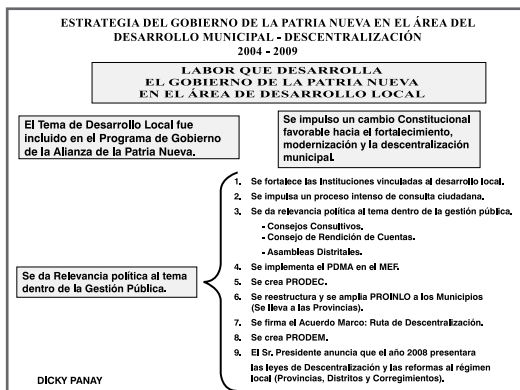 ESTRATEGIA DEL GOBIERNO DE LA PATRIA NUEVA EN EL ÁREA DEL
DESARROLLO MUNICIPAL - DESCENTRALIZACIÓN
2004 - 2009
LABOR QUE DESARROLLA
EL GOBIERNO DE LA PATRIA NUEVA
EN EL ÁREA DE DESARROLLO LOCAL
El Tema de Desarrollo Local fue
incluido en el Programa de Gobierno
de la Alianza de la Patria Nueva.
Se impulso un cambio Constitucional
favorable hacia el fortalecimiento,
modernización y la descentralización
municipal.
Se da Relevancia política al tema
dentro de la Gestión Pública.
1. Se fortalece las Instituciones vinculadas al desarrollo local.
2. Se impulsa un proceso intenso de consulta ciudadana.
3. Se da relevancia política al tema dentro de la gestión pública.
- Consejos Consultivos.
- Consejo de Rendición de Cuentas.
- Asambleas Distritales.
4. Se implementa el PDMA en el MEF.
5. Se crea PRODEC.
6. Se reestructura y se amplía PROINLO a los Municipios
(Se lleva a las Provincias).
7. Se firma el Acuerdo Marco: Ruta de Descentralización.
8. Se crea PRODEM.
9. El Sr. Presidente anuncia que el año 2008 presentara
las leyes de Descentralización y las reformas al régimen
local (Provincias, Distritos y Corregimientos).
DICKY PANAY